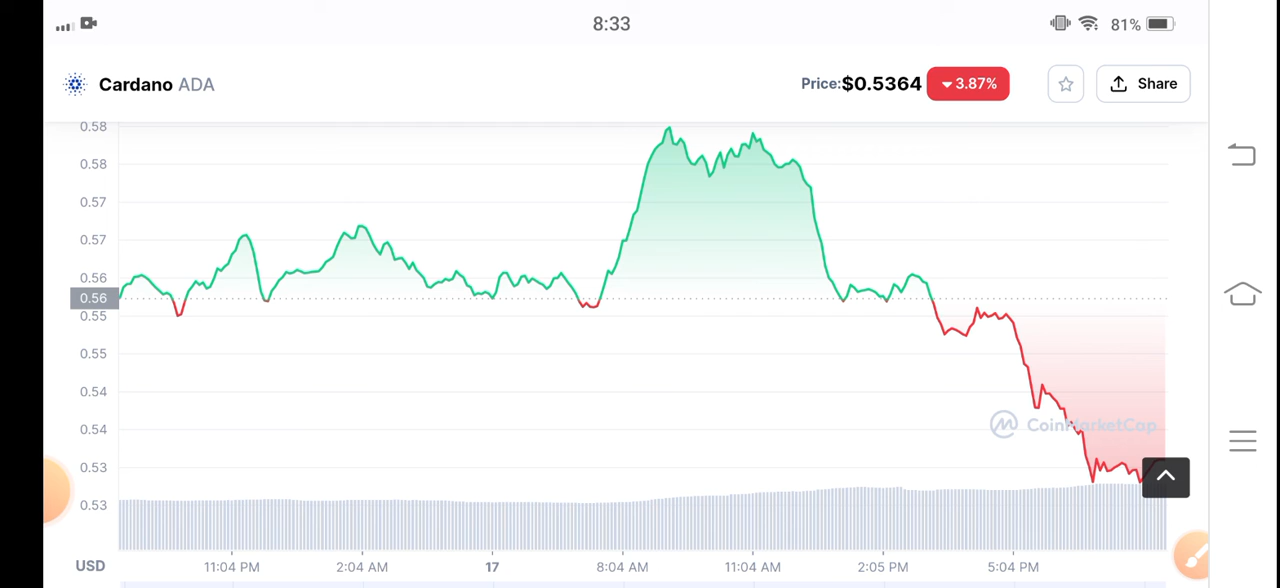 8:33
81%
Cardano ADA
Price:$0.5364 3.87%
Share
0.58
0.58
0.57
0.57
0.56
0.56
0.55
0.55
0.54
0.54
0.53
0.53
CoinMarketCap
USD
11:04 PM 2:04 AM 17 8:04 AM 11:04 AM 2:05 PM 5:04 PM